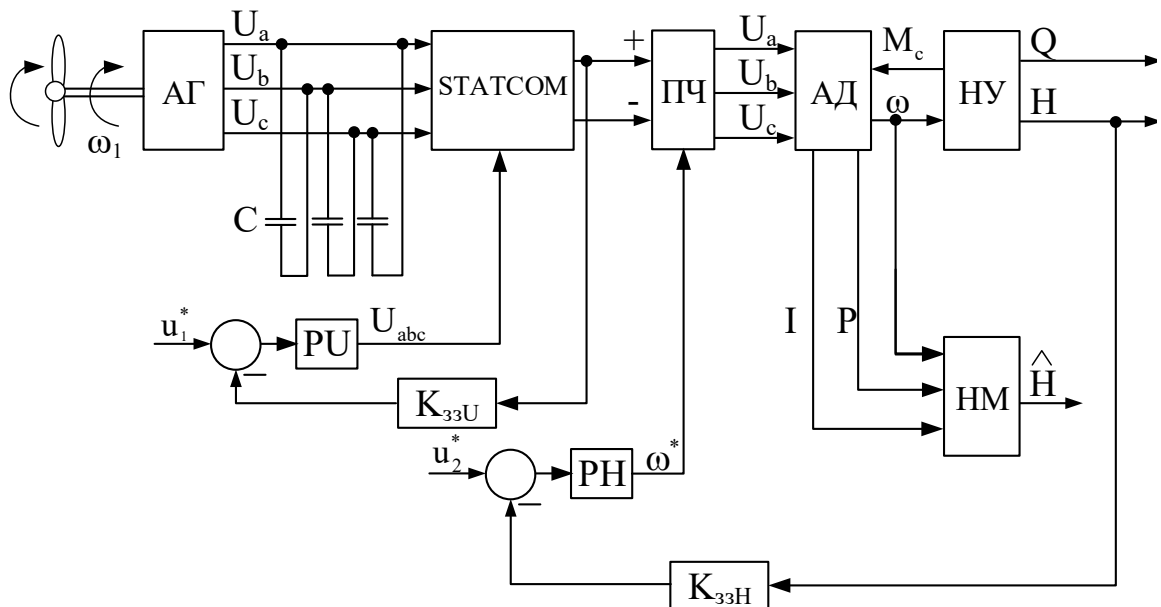 U_a U_a M_c Q
+
U_b STATCOM U_b H
АГ ПЧ АД НУ
U_c - U_c ω
ω_1
C
I P
u_1^* PU U_abc
Ĥ
K_ззU НМ
u_2^* PH ω^*
K_ззH